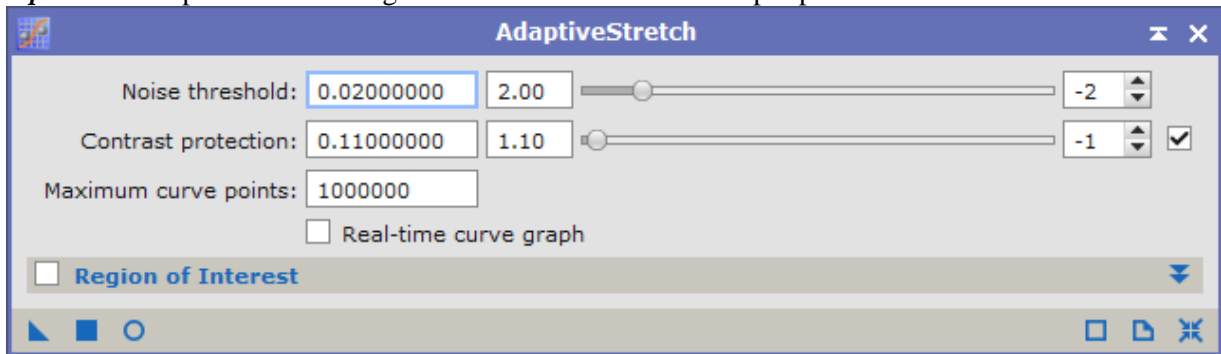 AdaptiveStretch
Noise threshold: 0.02000000 2.00 -2
Contrast protection: 0.11000000 1.10 -1
Maximum curve points: 1000000
Real-time curve graph
Region of Interest